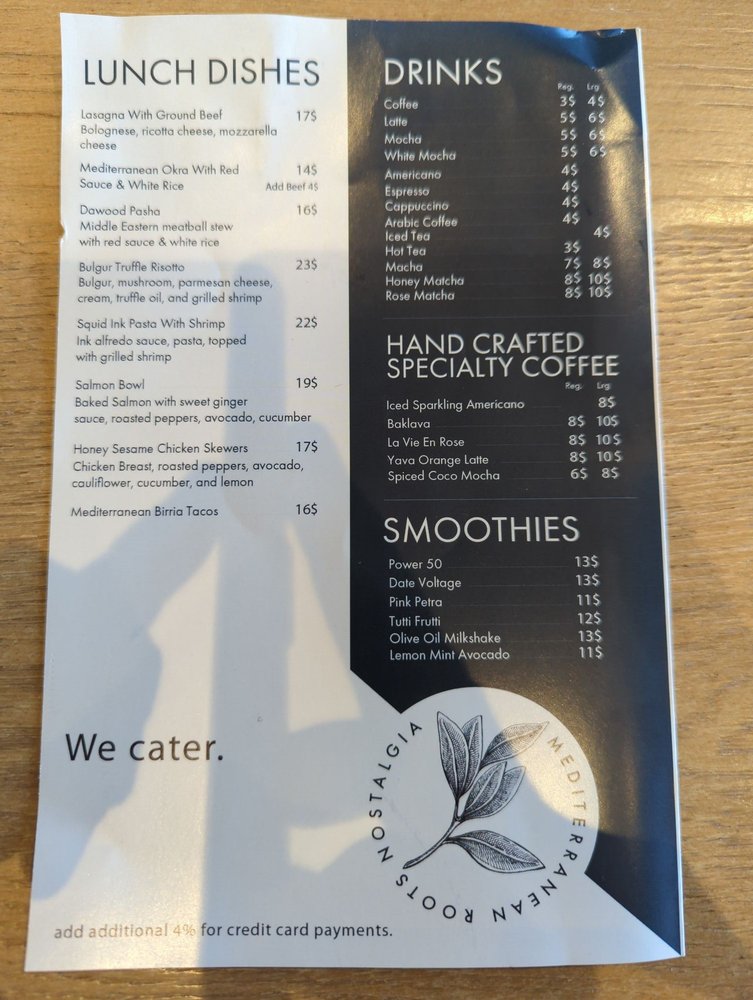 LUNCH DISHES
Lasagna With Ground Beef 17$
Bolognese, ricotta cheese, mozzarella
cheese
Mediterranean Okra With Red 14$
Sauce & White Rice Add Beef 4$
Dawood Pasha 16$
Middle Eastern meatball stew
with red sauce & white rice
Bulgur Truffle Risotto 23$
Bulgur, mushroom, parmesan cheese,
cream, truffle oil, and grilled shrimp
Squid Ink Pasta With Shrimp 22$
Ink alfredo sauce, pasta, topped
with grilled shrimp
Salmon Bowl 19$
Baked Salmon with sweet ginger
sauce, roasted peppers, avocado, cucumber
Honey Sesame Chicken Skewers 17$
Chicken Breast, roasted peppers, avocado,
cauliflower, cucumber, and lemon
Mediterranean Birria Tacos 16$
We cater.
add additional 4% for credit card payments.
DRINKS
Reg. Lrg
Coffee 3$ 4$
Latte 5$ 6$
Mocha 5$ 6$
White Mocha 5$ 6$
Americano 4$
Espresso 4$
Cappuccino 4$
Arabic Coffee 4$
Iced Tea 4$
Hot Tea 3$
Macha 7$ 8$
Honey Matcha 8$ 10$
Rose Matcha 8$ 10$
HAND CRAFTED
SPECIALTY COFFEE
Reg. Lrg
Iced Sparkling Americano 8$
Baklava 8$ 10$
La Vie En Rose 8$ 10$
Yava Orange Latte 8$ 10$
Spiced Coco Mocha 6$ 8$
SMOOTHIES
Power 50 13$
Date Voltage 13$
Pink Petra 11$
Tutti Frutti 12$
Olive Oil Milkshake 13$
Lemon Mint Avocado 11$
NOSTALGIA
MEDITERRANEAN ROOTS